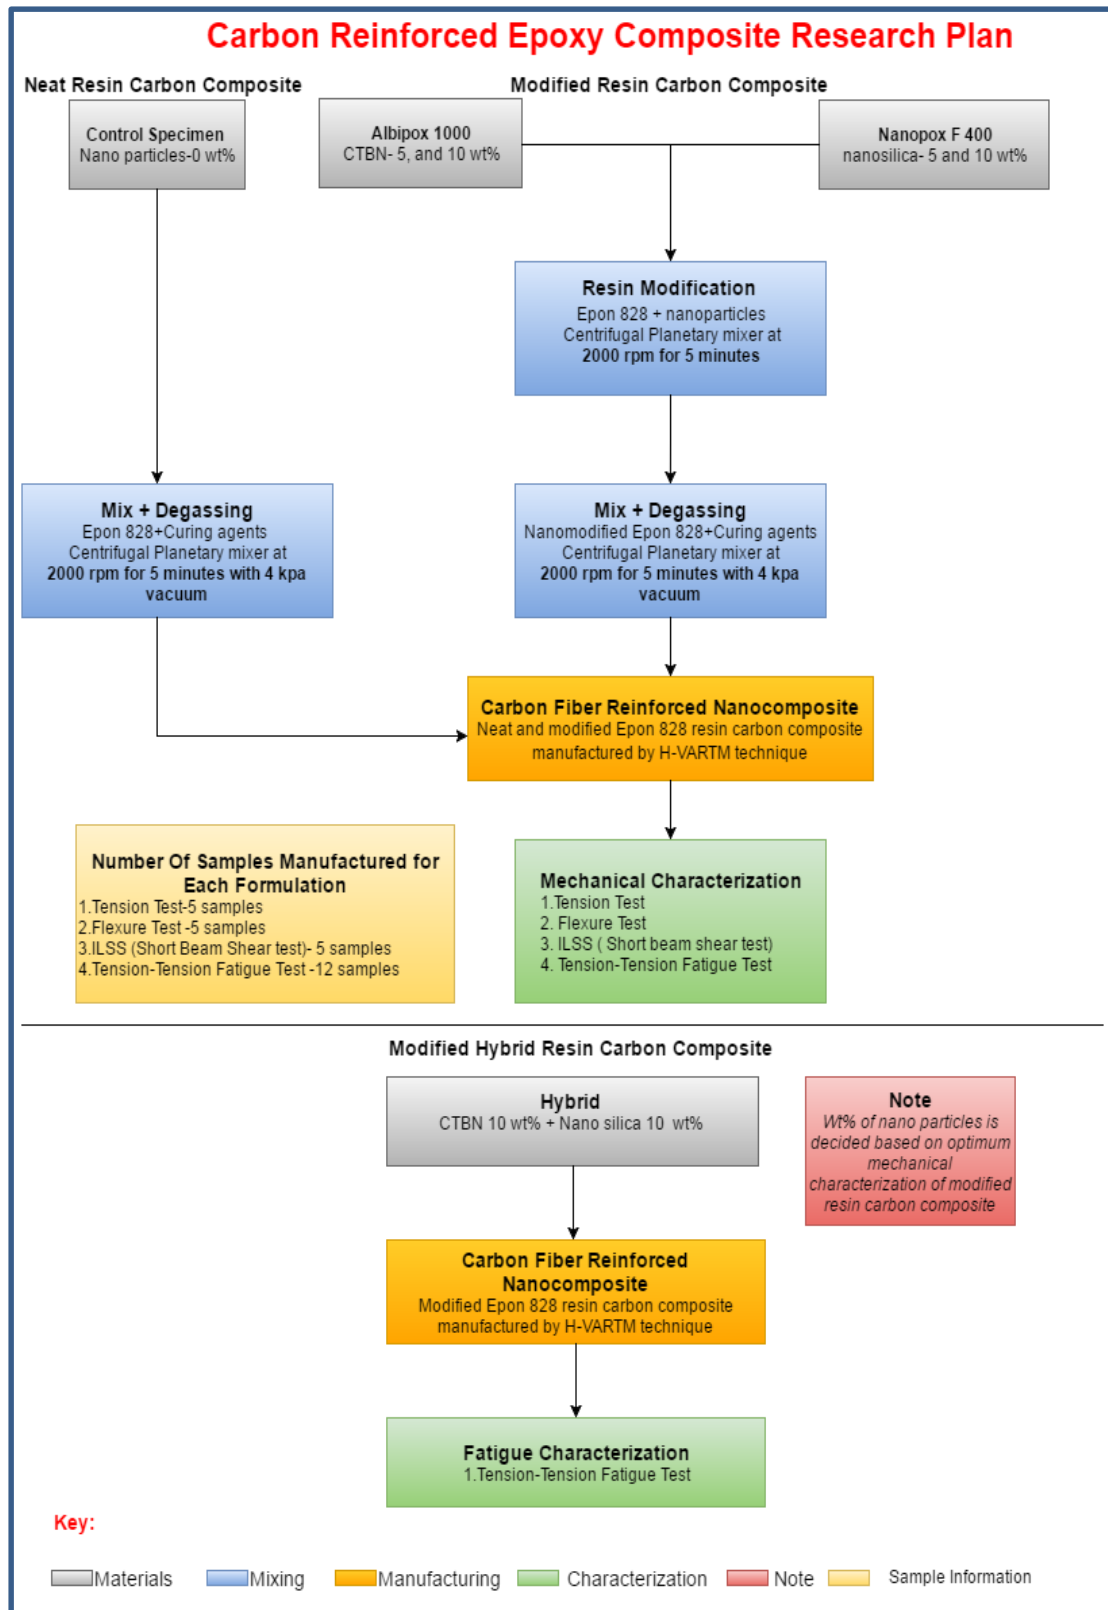 Carbon Reinforced Epoxy Composite Research Plan
Neat Resin Carbon Composite
Modified Resin Carbon Composite
Control Specimen
Nano particles-0 wt%
Albipox 1000
CTBN- 5, and 10 wt%
Nanopox F 400
nanosilica- 5 and 10 wt%
Resin Modification
Epon 828 + nanoparticles
Centrifugal Planetary mixer at
2000 rpm for 5 minutes
Mix + Degassing
Epon 828+Curing agents
Centrifugal Planetary mixer at
2000 rpm for 5 minutes with 4 kpa
vacuum
Mix + Degassing
Nanomodified Epon 828+Curing agents
Centrifugal Planetary mixer at
2000 rpm for 5 minutes with 4 kpa
vacuum
Carbon Fiber Reinforced Nanocomposite
Neat and modified Epon 828 resin carbon composite
manufactured by H-VARTM technique
Number Of Samples Manufactured for
Each Formulation
1.Tension Test-5 samples
2.Flexure Test -5 samples
3.ILSS (Short Beam Shear test)- 5 samples
4.Tension-Tension Fatigue Test -12 samples
Mechanical Characterization
1.Tension Test
2. Flexure Test
3. ILSS ( Short beam shear test)
4. Tension-Tension Fatigue Test
Modified Hybrid Resin Carbon Composite
Hybrid
CTBN 10 wt% + Nano silica 10 wt%
Note
Wt% of nano particles is
decided based on optimum
mechanical
characterization of modified
resin carbon composite
Carbon Fiber Reinforced
Nanocomposite
Modified Epon 828 resin carbon composite
manufactured by H-VARTM technique
Fatigue Characterization
1.Tension-Tension Fatigue Test
Key:
Materials
Mixing
Manufacturing
Characterization
Note
Sample Information